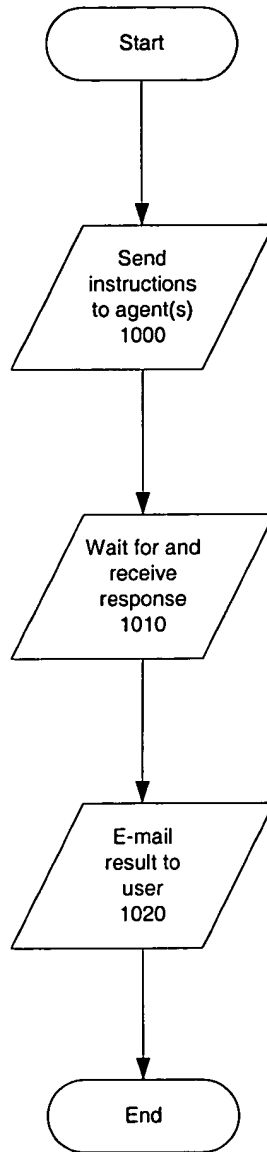 Start
Send
instructions
to agent(s)
1000
Wait for and
receive
response
1010
E-mail
result to
user
1020
End